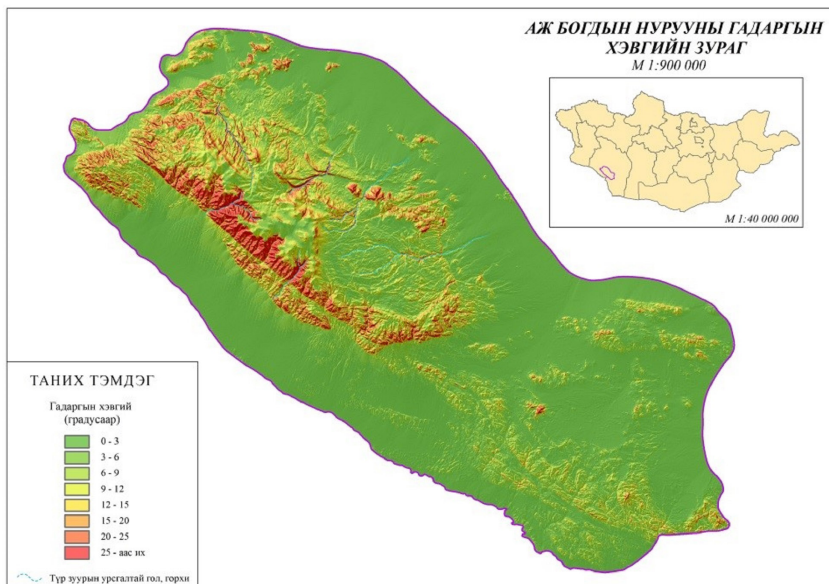 АЖ БОГДЫН НУРУУНЫ ГАДАРГЫН
ХЭВГИЙН ЗУРАГ
М 1:900 000
М 1:40 000 000
ТАНИХ ТЭМДЭГ
Гадаргын хэвгий
(градусаар)
0 - 3
3 - 6
6 - 9
9 - 12
12 - 15
15 - 20
20 - 25
25 - аас их
Түр зуурын урсгалтай гол, горхи